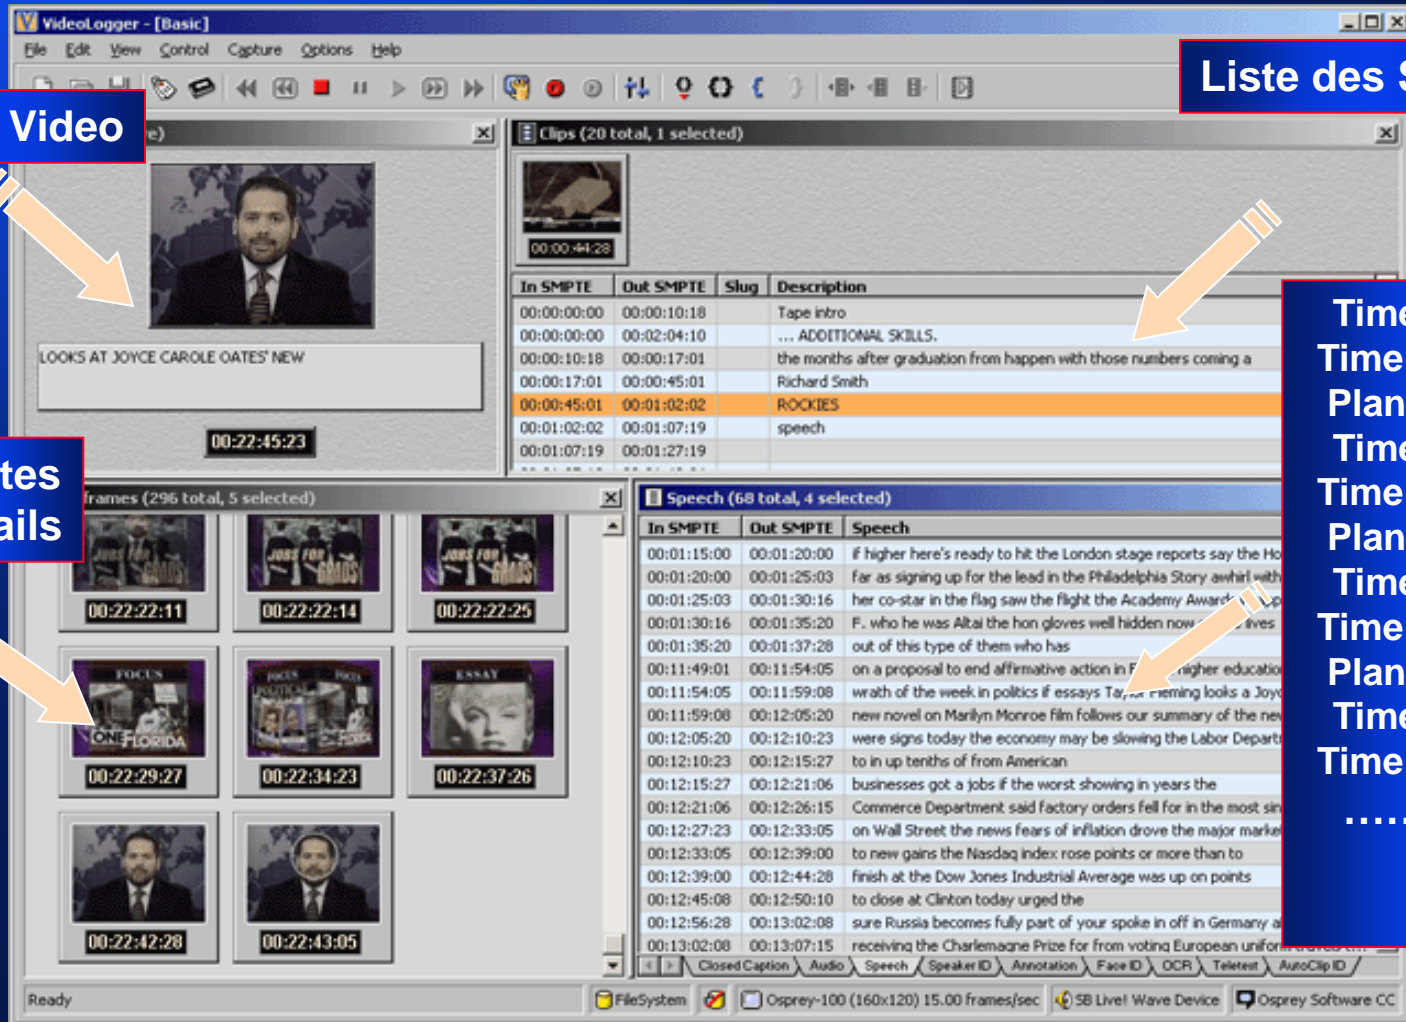 VideoLogger - [Basic]
File Edit View Control Capture Options Help
Liste des S
Video
e)
Clips (20 total, 1 selected)
00:00:44:28
In SMPTE Out SMPTE Slug Description
00:00:00:00 00:00:10:18 Tape intro
00:00:00:00 00:02:04:10 ... ADDITIONAL SKILLS.
00:00:10:18 00:00:17:01 the months after graduation from happen with those numbers coming a
00:00:17:01 00:00:45:01 Richard Smith
00:00:45:01 00:01:02:02 ROCKIES
00:01:02:02 00:01:07:19 speech
00:01:07:19 00:01:27:19
LOOKS AT JOYCE CAROLE OATES' NEW
00:22:45:23
Time
Time
Plan
Time
Time
Plan
Time
Time
Plan
Time
Time
.....
tes
ails
frames (296 total, 5 selected)
JOBS FOR GRADS
JOBS FOR GRADS
JOBS FOR GRADS
00:22:22:11 00:22:22:14 00:22:22:25
FOCUS
ONE FLORIDA
FOCUS FOCUS
POLITICAL
ONE FLORIDA
ESSAY
00:22:29:27 00:22:34:23 00:22:37:26
00:22:42:28 00:22:43:05
Speech (68 total, 4 selected)
In SMPTE Out SMPTE Speech
00:01:15:00 00:01:20:00 if higher here's ready to hit the London stage reports say the Ho
00:01:20:00 00:01:25:03 far as signing up for the lead in the Philadelphia Story awhirl with
00:01:25:03 00:01:30:16 her co-star in the flag saw the flight the Academy Award
00:01:30:16 00:01:35:20 F. who he was Altai the hon gloves well hidden now lives
00:01:35:20 00:01:37:28 out of this type of them who has
00:11:49:01 00:11:54:05 on a proposal to end affirmative action in higher educatio
00:11:54:05 00:11:59:08 wrath of the week in politics if essays Taylor Fleming looks a Joyc
00:11:59:08 00:12:05:20 new novel on Marilyn Monroe film follows our summary of the nev
00:12:05:20 00:12:10:23 were signs today the economy may be slowing the Labor Depart
00:12:10:23 00:12:15:27 to in up tenths of from American
00:12:15:27 00:12:21:06 businesses got a jobs if the worst showing in years the
00:12:21:06 00:12:26:15 Commerce Department said factory orders fell for in the most sin
00:12:27:23 00:12:33:05 on Wall Street the news fears of inflation drove the major marke
00:12:33:05 00:12:39:00 to new gains the Nasdaq index rose points or more than to
00:12:39:00 00:12:44:28 finish at the Dow Jones Industrial Average was up on points
00:12:45:08 00:12:50:10 to close at Clinton today urged the
00:12:56:28 00:13:02:08 sure Russia becomes fully part of your spoke in off in Germany a
00:13:02:08 00:13:07:15 receiving the Charlemagne Prize for from voting European unifor
Closed Caption Audio Speech Speaker ID Annotation Face ID OCR Teletext AutoClip ID
Ready FileSystem Osprey-100 (160x120) 15.00 frames/sec SB Live! Wave Device Osprey Software CC